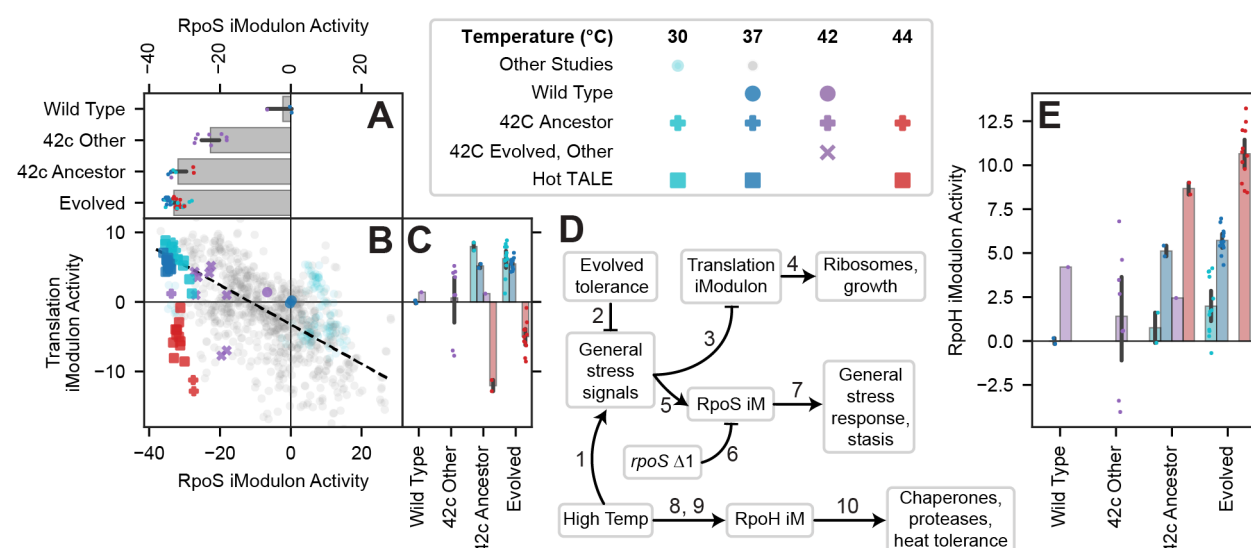 RpoS iModulon Activity
−40
−20
0
20
Wild Type
42c Other
42c Ancestor
Evolved
A
Temperature (°C) 30 37 42 44
Other Studies
Wild Type
42C Ancestor
42C Evolved, Other
Hot TALE
B
Translation
iModulon Activity
10
0
−10
−40 −20 0 20
RpoS iModulon Activity
C
Wild Type
42c Other
42c Ancestor
Evolved
D
Evolved
tolerance
Translation
iModulon
4
Ribosomes,
growth
2
3
General
stress
signals
5
RpoS iM
7
General
stress
response,
stasis
rpoS Δ1
6
1
High Temp
8, 9
RpoH iM
10
Chaperones,
proteases,
heat tolerance
E
RpoH iModulon Activity
12.5
10.0
7.5
5.0
2.5
0.0
−2.5
Wild Type
42c Other
42c Ancestor
Evolved